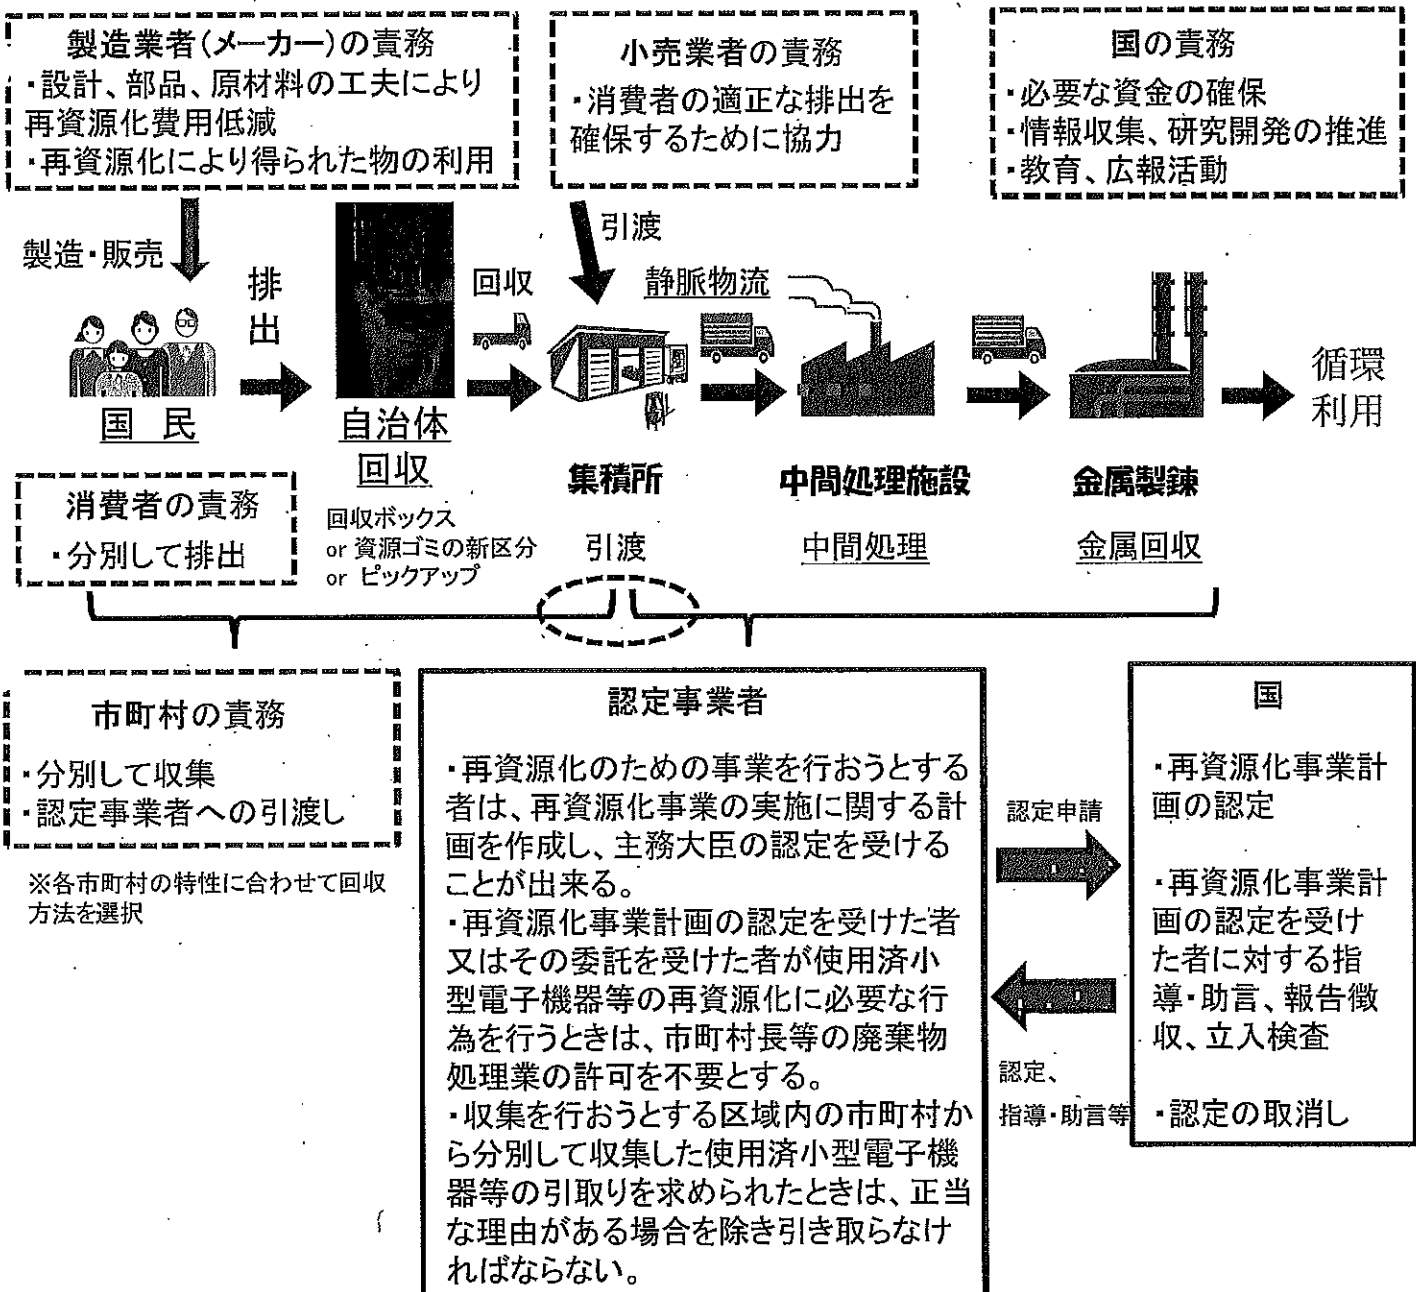 製造業者(メーカー)の責務
・設計、部品、原材料の工夫により
再資源化費用低減
・再資源化により得られた物の利用
小売業者の責務
・消費者の適正な排出を
確保するために協力
国の責務
・必要な資金の確保
・情報収集、研究開発の推進
・教育、広報活動
製造・販売
排
出
回収
引渡
静脈物流
国 民
自治体
回収
集積所
中間処理施設
金属製錬
循環
利用
消費者の責務
・分別して排出
回収ボックス
or 資源ゴミの新区分
or ピックアップ
引渡
中間処理
金属回収
市町村の責務
・分別して収集
・認定事業者への引渡し
※各市町村の特性に合わせて回収
方法を選択
認定事業者
・再資源化のための事業を行おうとする
者は、再資源化事業の実施に関する計
画を作成し、主務大臣の認定を受ける
ことが出来る。
・再資源化事業計画の認定を受けた者
又はその委託を受けた者が使用済小
型電子機器等の再資源化に必要な行
為を行うときは、市町村長等の廃棄物
処理業の許可を不要とする。
・収集を行おうとする区域内の市町村か
ら分別して収集した使用済小型電子機
器等の引取りを求められたときは、正当
な理由がある場合を除き引き取らなけ
ればならない。
認定申請
認定、
指導・助言等
国
・再資源化事業計
画の認定
・再資源化事業計
画の認定を受け
た者に対する指
導・助言、報告徴
収、立入検査
・認定の取消し